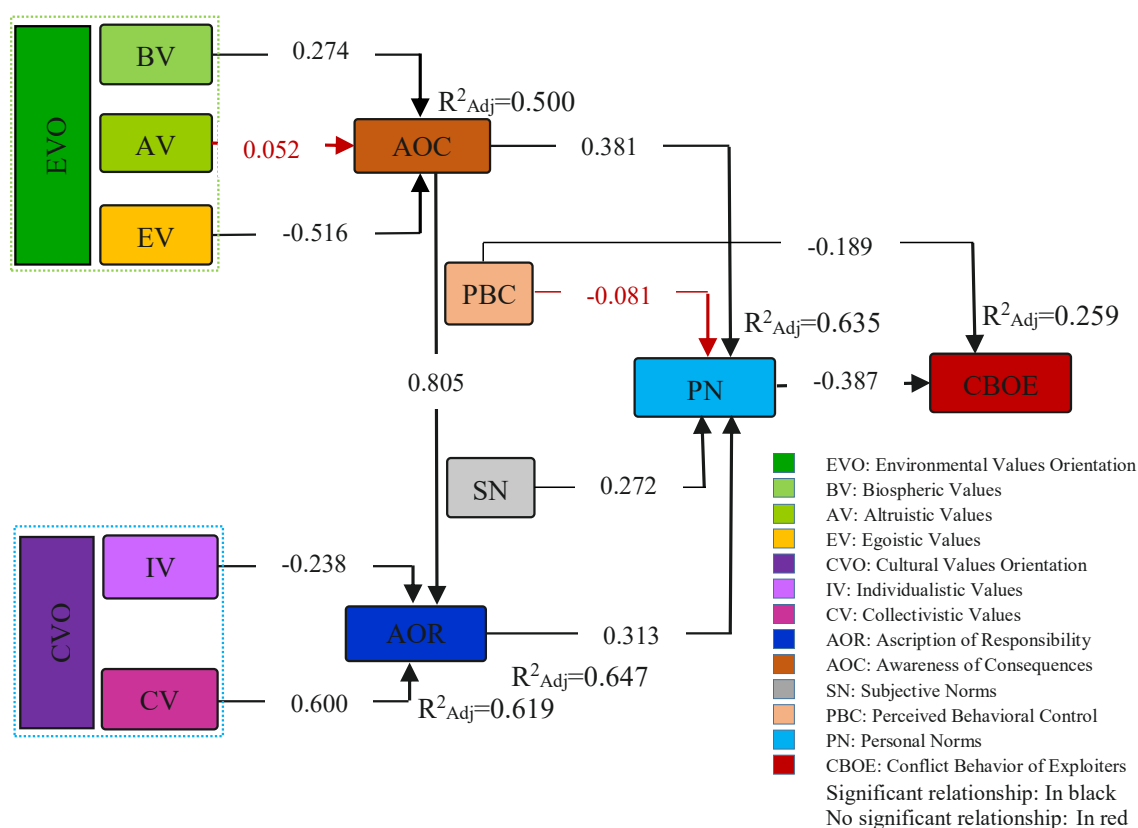 EVO
BV
0.274
R²Adj=0.500
AV
0.052
AOC
0.381
EV
-0.516
-0.189
PBC
-0.081
R²Adj=0.635
R²Adj=0.259
0.805
PN
-0.387
CBOE
SN
0.272
CVO
IV
-0.238
AOR
0.313
R²Adj=0.647
CV
0.600
R²Adj=0.619
EVO: Environmental Values Orientation
BV: Biospheric Values
AV: Altruistic Values
EV: Egoistic Values
CVO: Cultural Values Orientation
IV: Individualistic Values
CV: Collectivistic Values
AOR: Ascription of Responsibility
AOC: Awareness of Consequences
SN: Subjective Norms
PBC: Perceived Behavioral Control
PN: Personal Norms
CBOE: Conflict Behavior of Exploiters
Significant relationship: In black
No significant relationship: In red